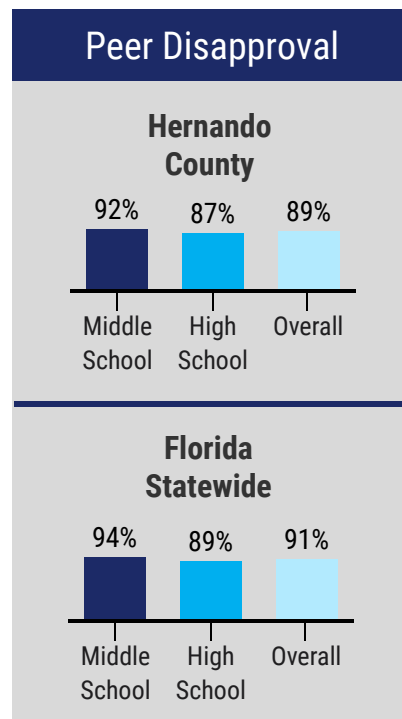 Peer Disapproval
Hernando
County
92% 87% 89%
Middle High Overall
School School
Florida
Statewide
94% 89% 91%
Middle High Overall
School School